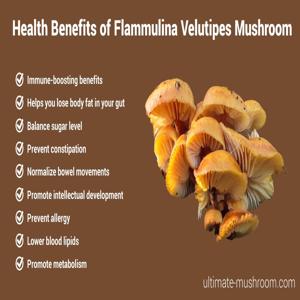 Health Benefits of Flammulina Velutipes Mushroom
Immune-boosting benefits
Helps you lose body fat in your gut
Balance sugar level
Prevent constipation
Normalize bowel movements
Promote intellectual development
Prevent allergy
Lower blood lipids
Promote metabolism
ultimate-mushroom.com